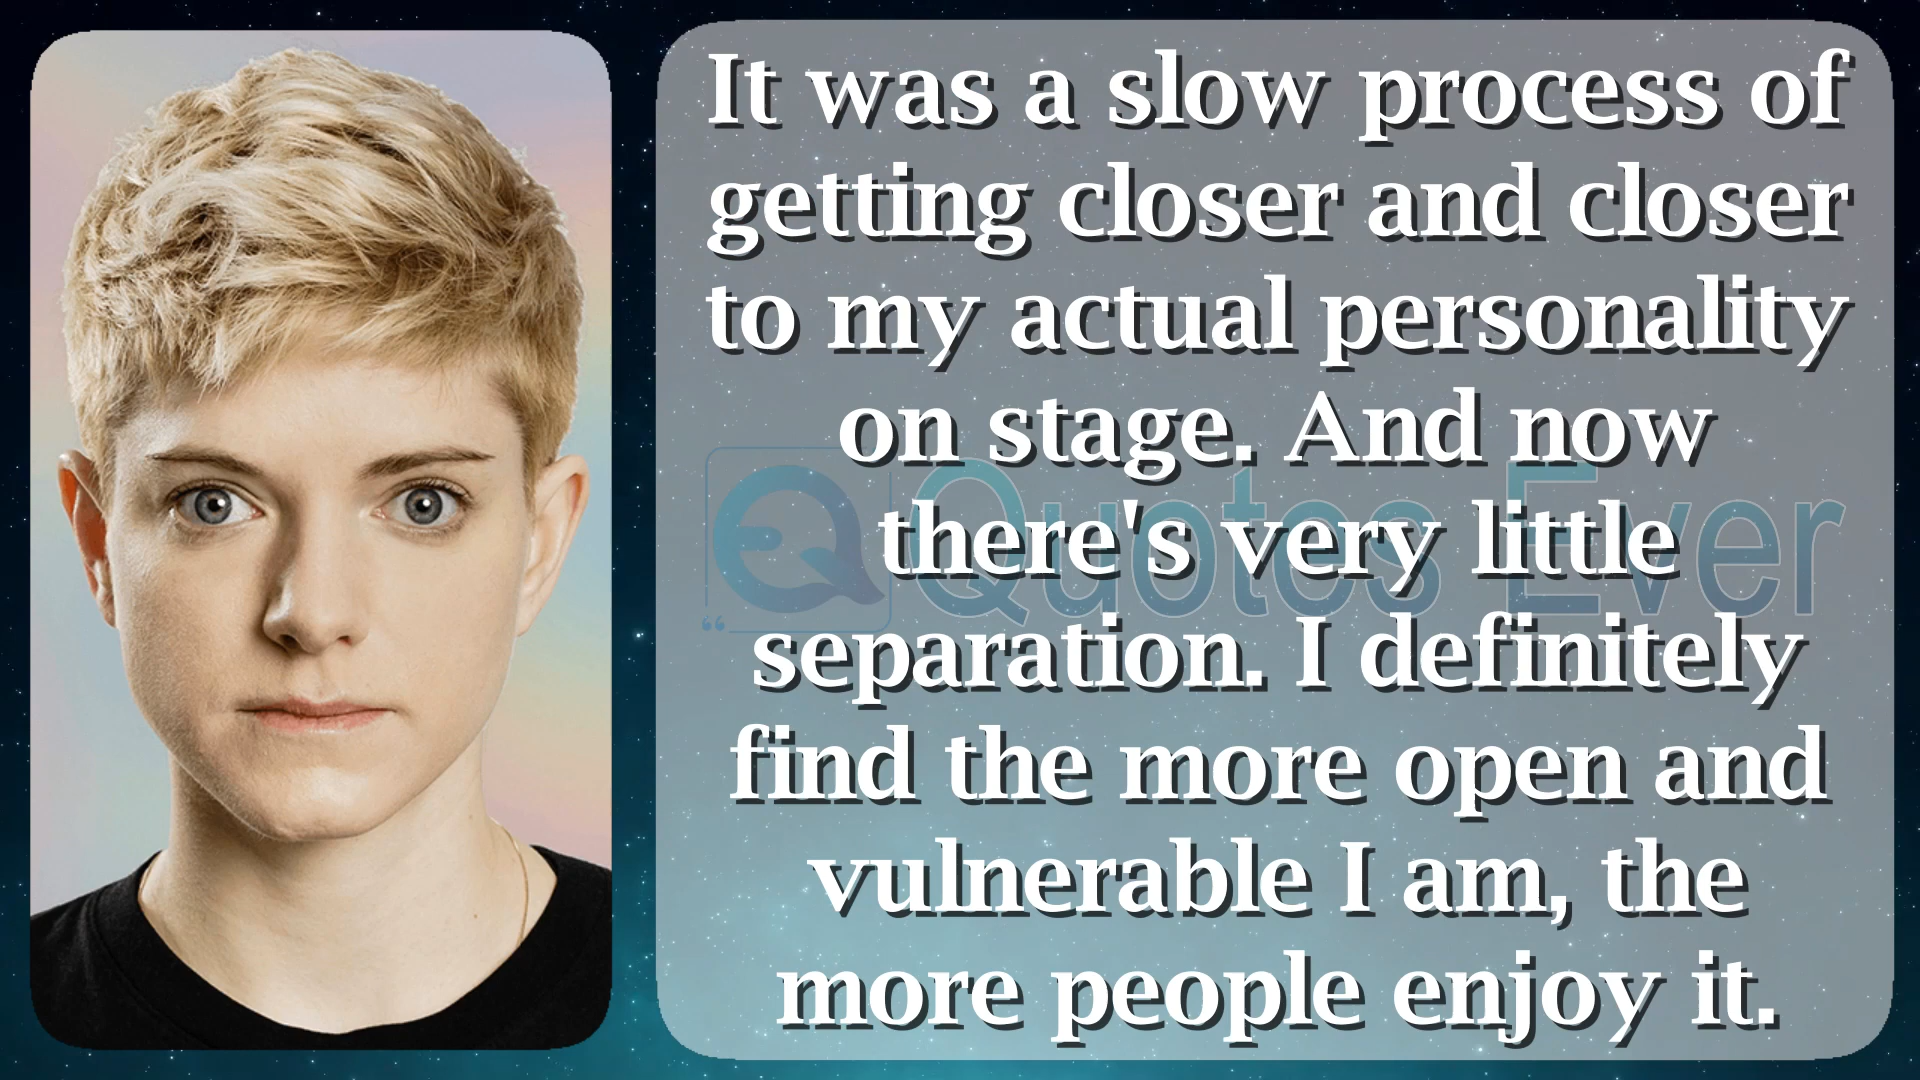 It was a slow process of
getting closer and closer
to my actual personality
on stage. And now
there's very little
separation. I definitely
find the more open and
vulnerable I am, the
more people enjoy it.
Quotes Ever